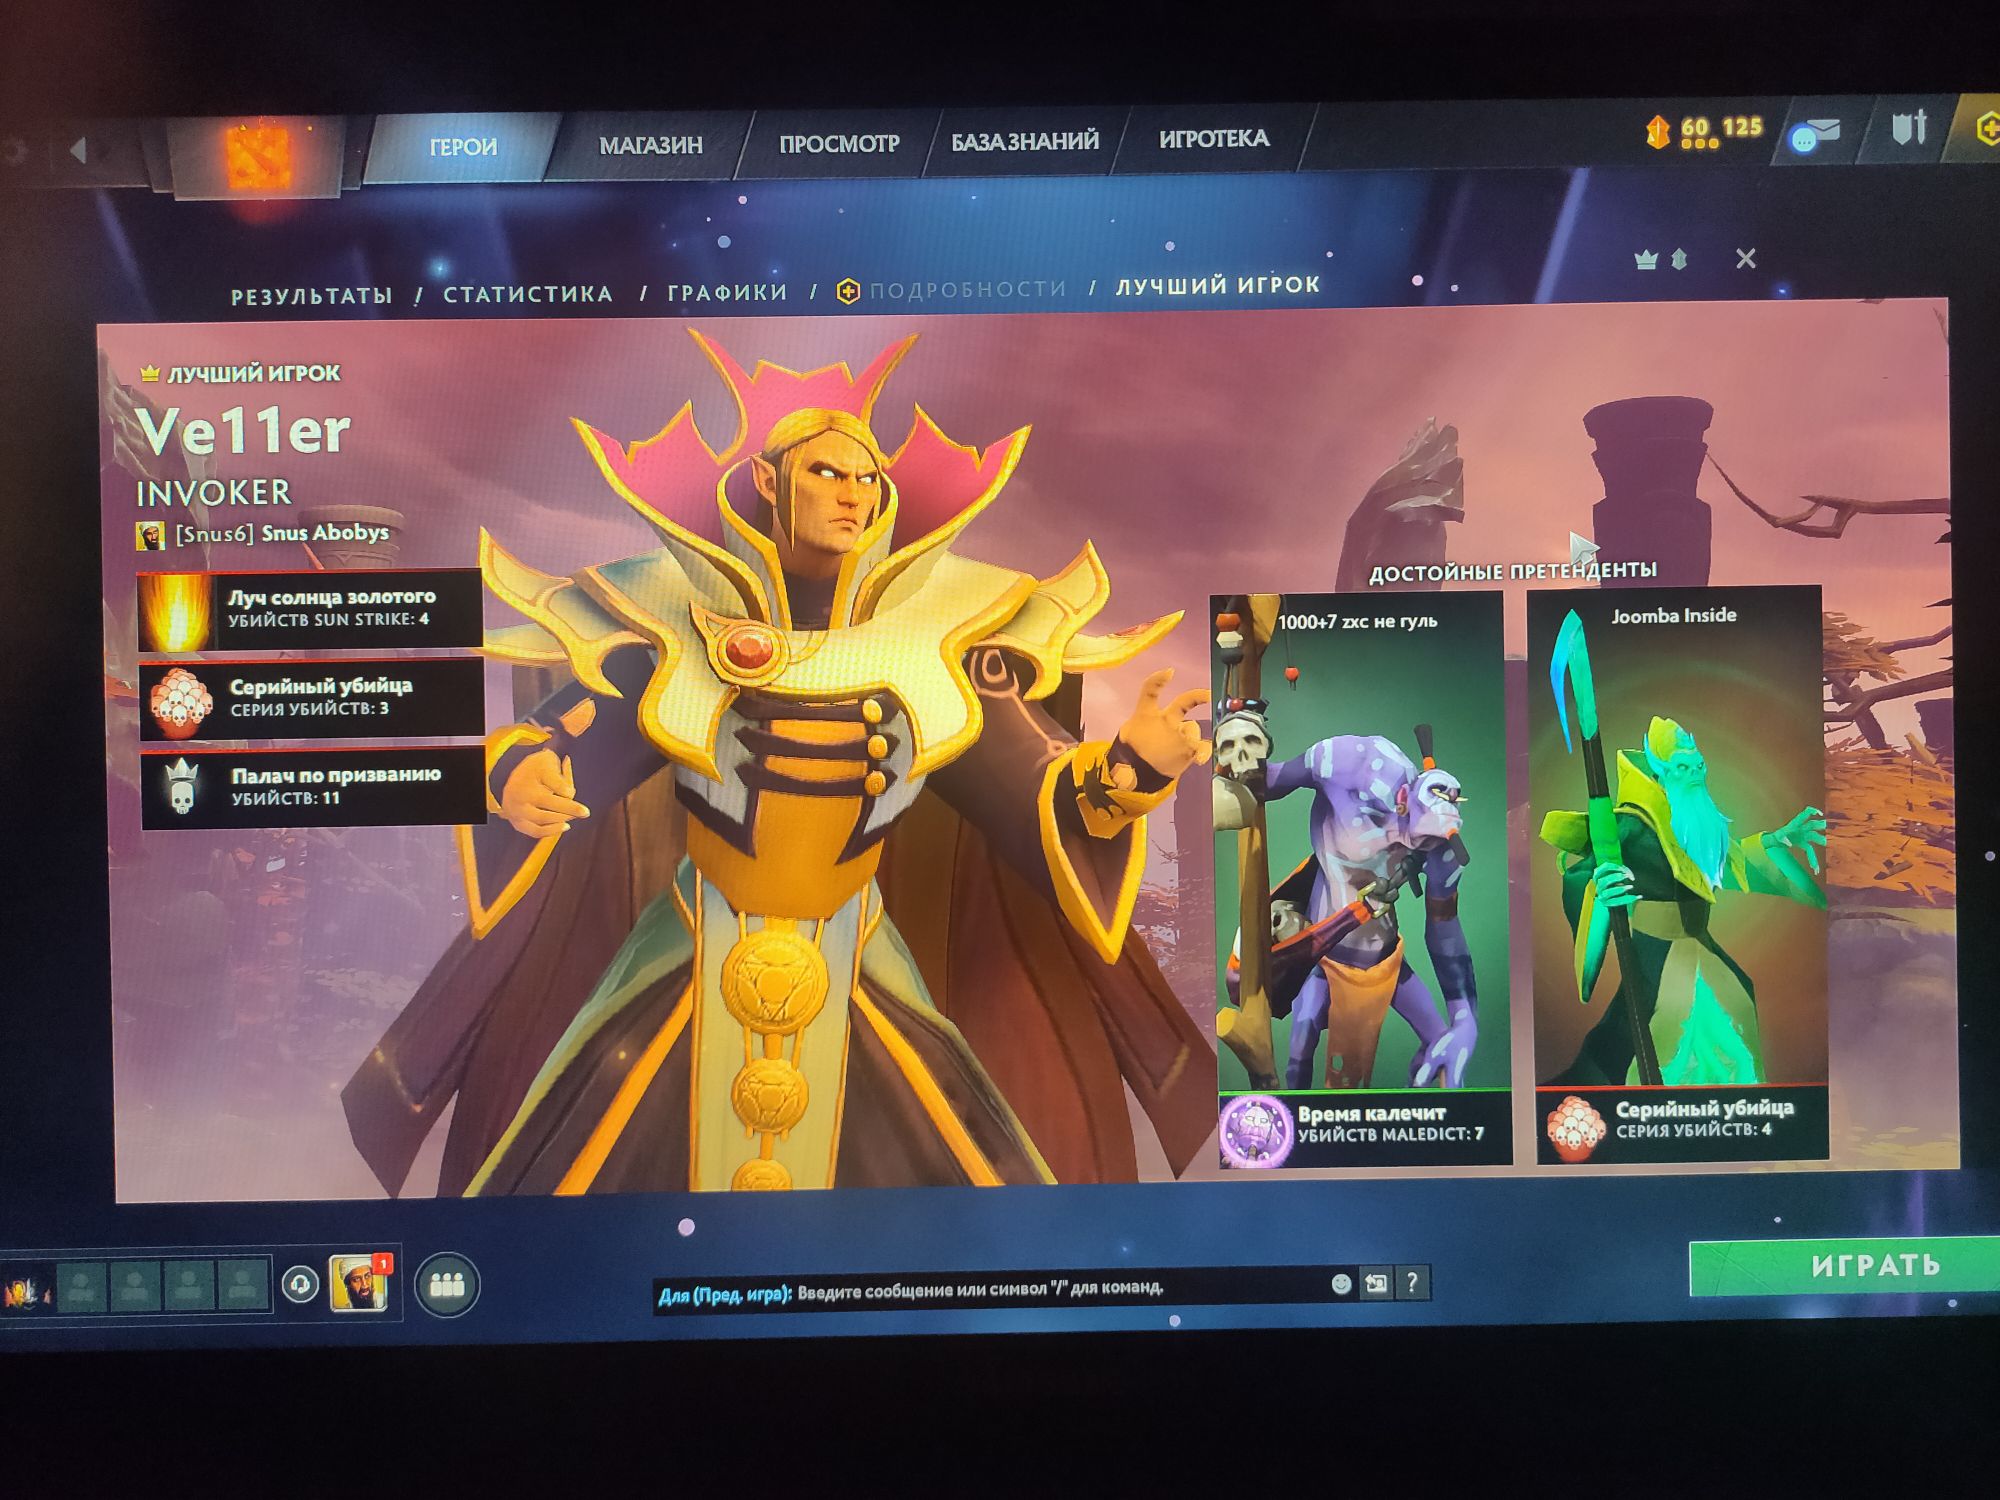 ГЕРОИ
МАГАЗИН
ПРОСМОТР
БАЗА ЗНАНИЙ
ИГРОТЕКА
60 125
РЕЗУЛЬТАТЫ / СТАТИСТИКА / ГРАФИКИ / ПОДРОБНОСТИ / ЛУЧШИЙ ИГРОК
ЛУЧШИЙ ИГРОК
Ve11er
INVOKER
[Snus6] Snus Abobys
Луч солнца золотого
УБИЙСТВ SUN STRIKE: 4
Серийный убийца
СЕРИЯ УБИЙСТВ: 3
Палач по призванию
УБИЙСТВ: 11
ДОСТОЙНЫЕ ПРЕТЕНДЕНТЫ
1000+7 zxc не гуль
Время калечит
УБИЙСТВ MALEDICT: 7
Joomba Inside
Серийный убийца
СЕРИЯ УБИЙСТВ: 4
1
Для (Пред. игра): Введите сообщение или символ "/" для команд.
?
ИГРАТЬ